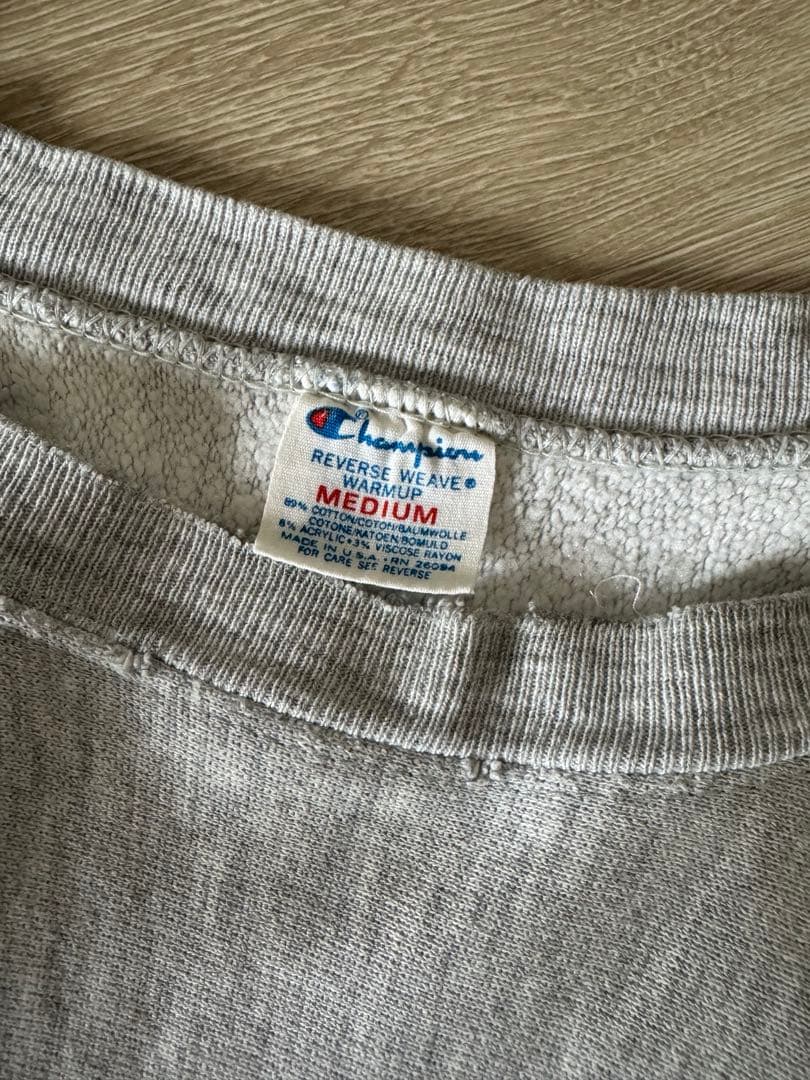 Champion®
REVERSE WEAVE®
WARMUP
MEDIUM
89% COTTON/COTON/BAUMWOLLE
COTONE/KATOEN/BOMULD
8% ACRYLIC•3% VISCOSE RAYON
MADE IN U.S.A.•RN 26094
FOR CARE SEE REVERSE